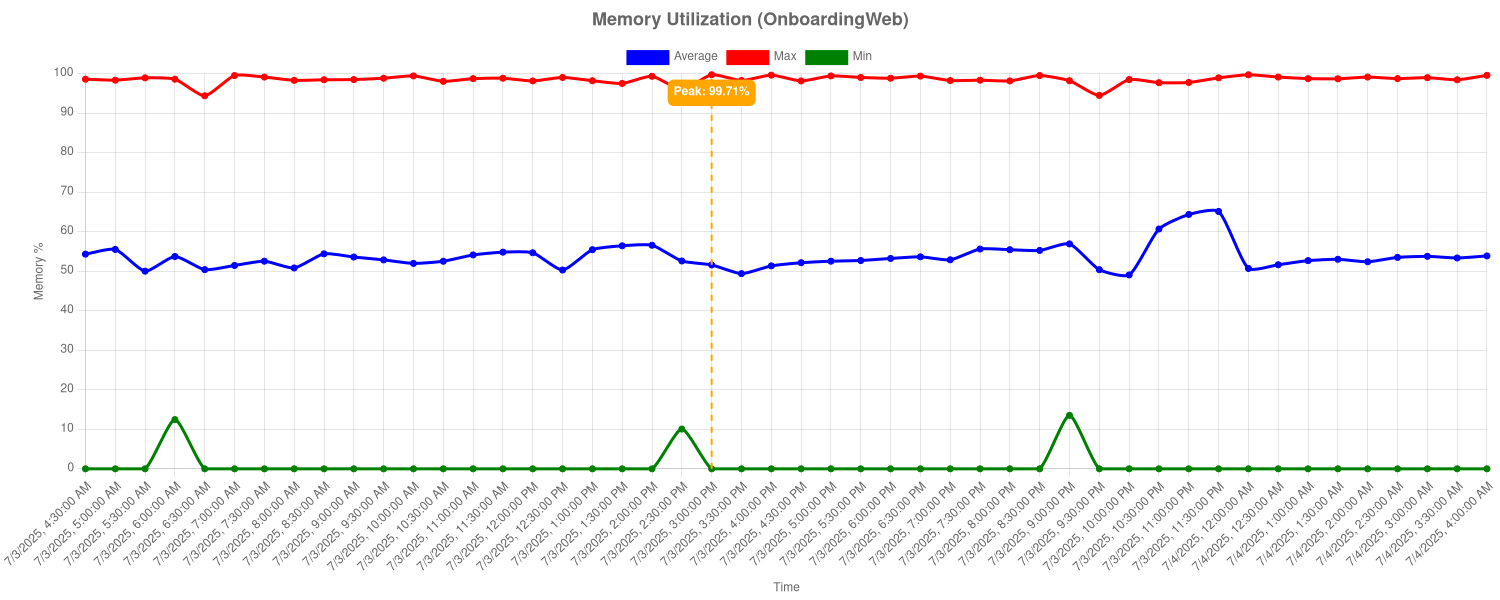 Memory Utilization (OnboardingWeb)
Average Max Min
Peak: 99.71%
100
90
80
70
60
50
40
30
20
10
0
Memory %
7/3/2025, 4:30:00 AM
7/3/2025, 5:00:00 AM
7/3/2025, 5:30:00 AM
7/3/2025, 6:00:00 AM
7/3/2025, 6:30:00 AM
7/3/2025, 7:00:00 AM
7/3/2025, 7:30:00 AM
7/3/2025, 8:00:00 AM
7/3/2025, 8:30:00 AM
7/3/2025, 9:00:00 AM
7/3/2025, 9:30:00 AM
7/3/2025, 10:00:00 AM
7/3/2025, 10:30:00 AM
7/3/2025, 11:00:00 AM
7/3/2025, 11:30:00 AM
7/3/2025, 12:00:00 PM
7/3/2025, 12:30:00 PM
7/3/2025, 1:00:00 PM
7/3/2025, 1:30:00 PM
7/3/2025, 2:00:00 PM
7/3/2025, 2:30:00 PM
7/3/2025, 3:00:00 PM
7/3/2025, 3:30:00 PM
7/3/2025, 4:00:00 PM
7/3/2025, 4:30:00 PM
7/3/2025, 5:00:00 PM
7/3/2025, 5:30:00 PM
7/3/2025, 6:00:00 PM
7/3/2025, 6:30:00 PM
7/3/2025, 7:00:00 PM
7/3/2025, 7:30:00 PM
7/3/2025, 8:00:00 PM
7/3/2025, 8:30:00 PM
7/3/2025, 9:00:00 PM
7/3/2025, 9:30:00 PM
7/3/2025, 10:00:00 PM
7/3/2025, 10:30:00 PM
7/3/2025, 11:00:00 PM
7/3/2025, 11:30:00 PM
7/4/2025, 12:00:00 AM
7/4/2025, 12:30:00 AM
7/4/2025, 1:00:00 AM
7/4/2025, 1:30:00 AM
7/4/2025, 2:00:00 AM
7/4/2025, 2:30:00 AM
7/4/2025, 3:00:00 AM
7/4/2025, 3:30:00 AM
7/4/2025, 4:00:00 AM
Time